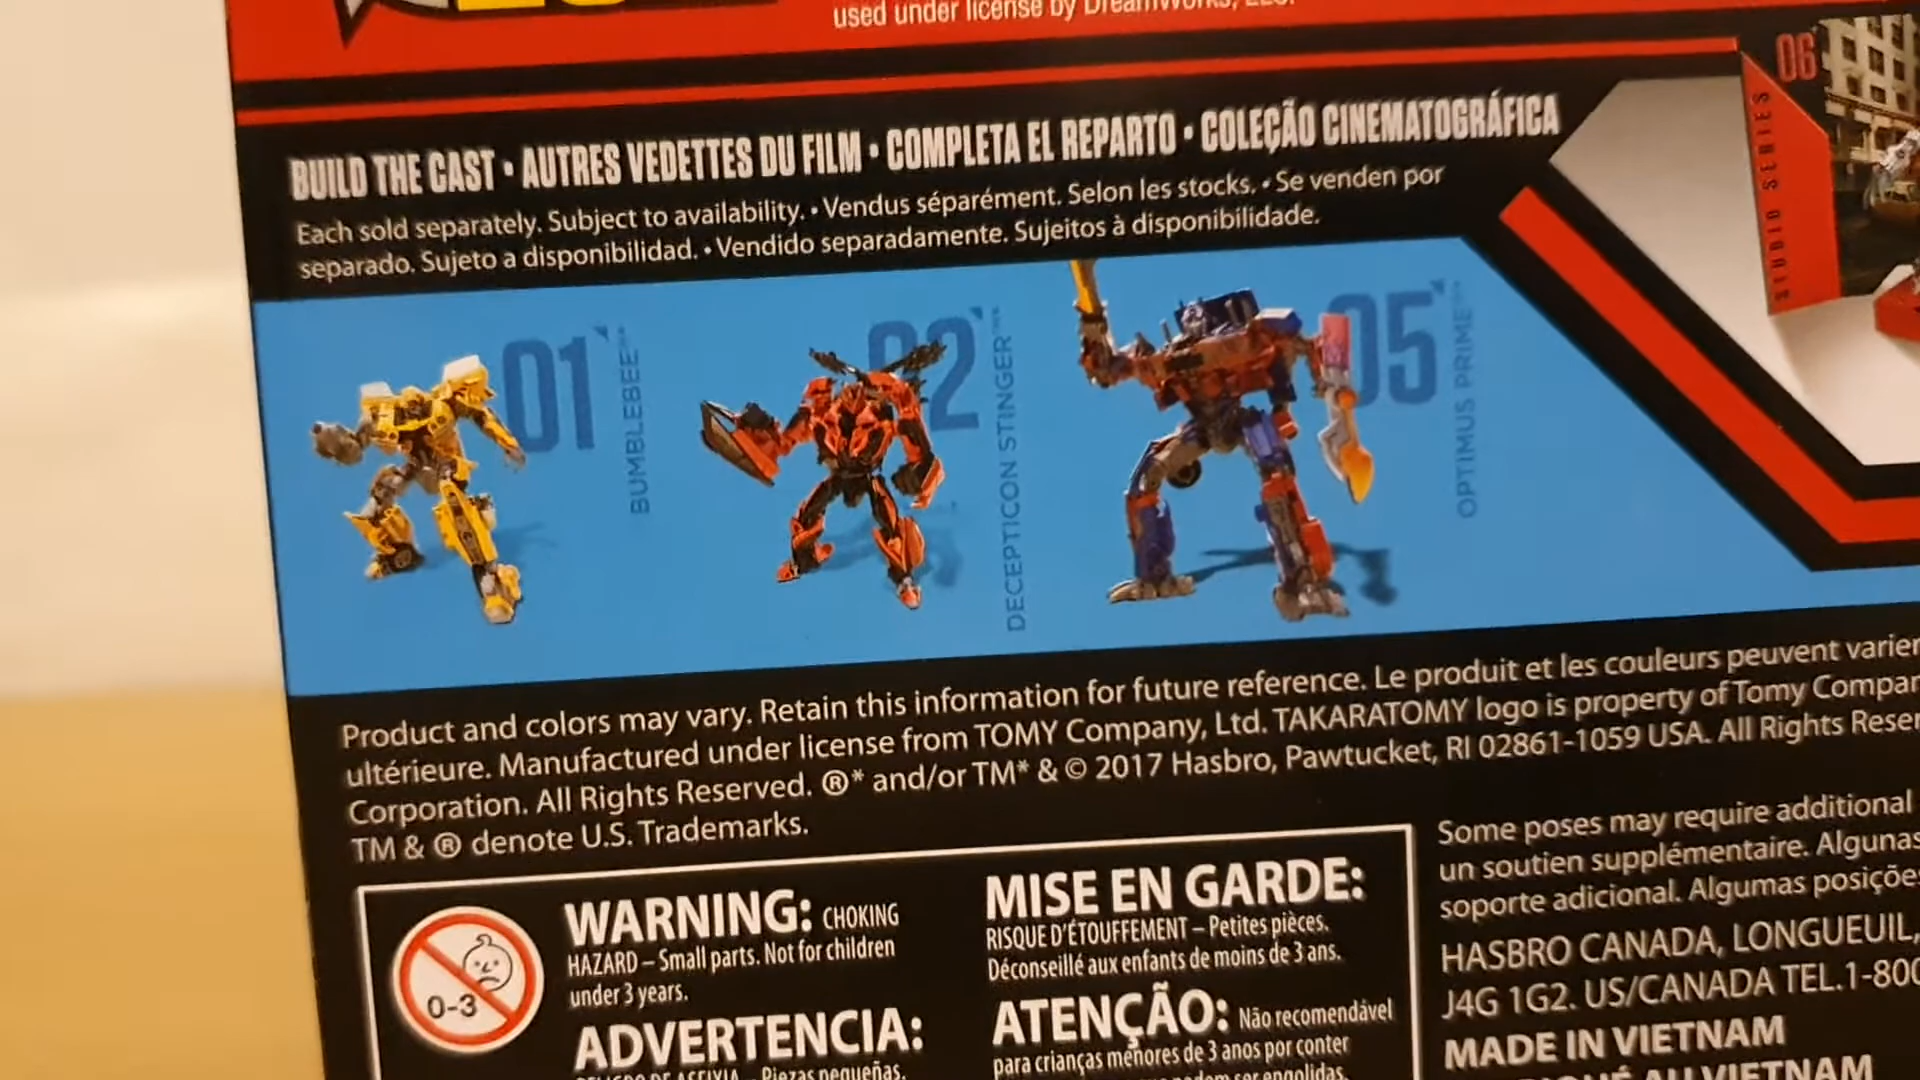 used under license by DreamWorks, LLC.
BUILD THE CAST • AUTRES VEDETTES DU FILM • COMPLETA EL REPARTO • COLEÇÃO CINEMATOGRÁFICA
Each sold separately. Subject to availability. • Vendus séparément. Selon les stocks. • Se venden por
separado. Sujeto a disponibilidad. • Vendido separadamente. Sujeitos à disponibilidade.
06
STUDIO SERIES
01
BUMBLEBEE
02
DECEPTICON STINGER
05
OPTIMUS PRIME
Product and colors may vary. Retain this information for future reference. Le produit et les couleurs peuvent varier
ultérieure. Manufactured under license from TOMY Company, Ltd. TAKARATOMY logo is property of Tomy
Corporation. All Rights Reserved. ®* and/or TM* & © 2017 Hasbro, Pawtucket, RI 02861-1059 USA. All Rights
TM & ® denote U.S. Trademarks.
WARNING: CHOKING
HAZARD – Small parts. Not for children
under 3 years.
0-3
ADVERTENCIA:
Piezas pequeñas.
MISE EN GARDE:
RISQUE D'ÉTOUFFEMENT – Petites pièces.
Déconseillé aux enfants de moins de 3 ans.
ATENÇÃO: Não recomendável
para crianças menores de 3 anos por conter
ser engolidas.
Some poses may require additional
un soutien supplémentaire. Algunas
soporte adicional. Algumas posições
HASBRO CANADA, LONGUEUIL,
J4G 1G2. US/CANADA TEL. 1-800
MADE IN VIETNAM
AU VIETNAM